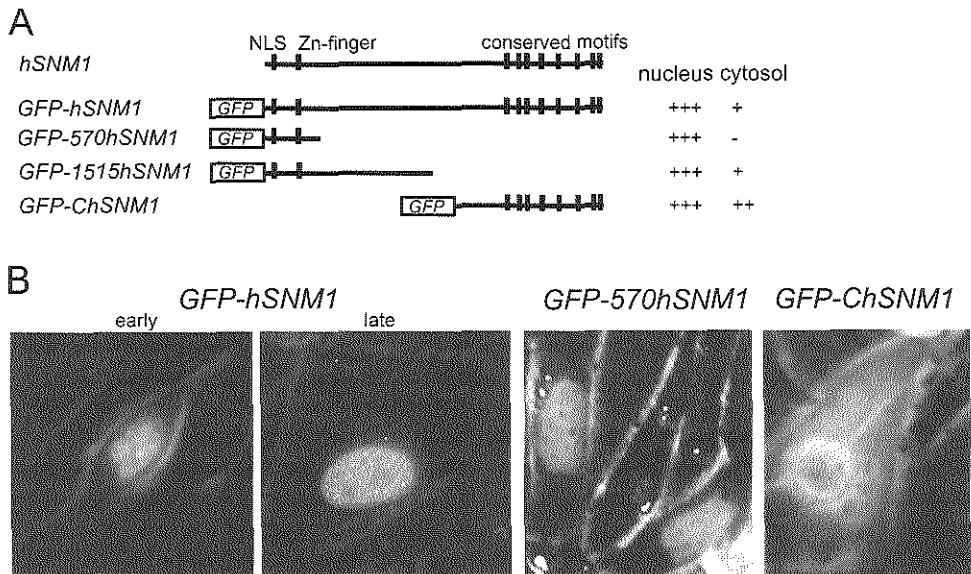 A
NLS Zn-finger conserved motifs
hSNM1
nucleus cytosol
GFP GFP-hSNM1 +++ +
GFP GFP-570hSNM1 +++ -
GFP GFP-1515hSNM1 +++ +
GFP-ChSNM1 GFP +++ ++
B
GFP-hSNM1 GFP-570hSNM1 GFP-ChSNM1
early late